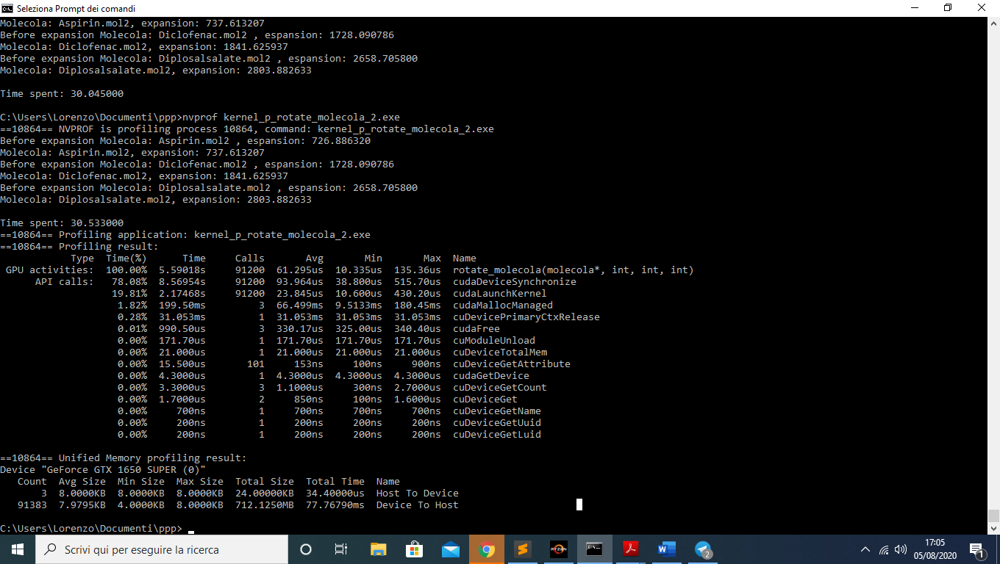 Seleziona Prompt dei comandi
Molecola: Aspirin.mol2, expansion: 737.613207
Before expansion Molecola: Diclofenac.mol2 , espansion: 1728.090786
Molecola: Diclofenac.mol2, expansion: 1841.625937
Before expansion Molecola: Diplosalsalate.mol2 , espansion: 2658.705800
Molecola: Diplosalsalate.mol2, expansion: 2803.882633
Time spent: 30.045000
C:\Users\Lorenzo\Documenti\ppp>nvprof kernel_p_rotate_molecola_2.exe
==10864== NVPROF is profiling process 10864, command: kernel_p_rotate_molecola_2.exe
Before expansion Molecola: Aspirin.mol2 , espansion: 726.886320
Molecola: Aspirin.mol2, expansion: 737.613207
Before expansion Molecola: Diclofenac.mol2 , espansion: 1728.090786
Molecola: Diclofenac.mol2, expansion: 1841.625937
Before expansion Molecola: Diplosalsalate.mol2 , espansion: 2658.705800
Molecola: Diplosalsalate.mol2, expansion: 2803.882633
Time spent: 30.533000
==10864== Profiling application: kernel_p_rotate_molecola_2.exe
==10864== Profiling result:
Type Time(%) Time Calls Avg Min Max Name
GPU activities: 100.00% 5.59018s 91200 61.295us 10.335us 135.36us rotate_molecola(molecola*, int, int, int)
API calls: 78.08% 8.56954s 91200 93.964us 38.800us 515.70us cudaDeviceSynchronize
19.81% 2.17468s 91200 23.845us 10.600us 430.20us cudaLaunchKernel
1.82% 199.50ms 3 66.499ms 9.5133ms 180.45ms cudaMallocManaged
0.28% 31.053ms 1 31.053ms 31.053ms 31.053ms cuDevicePrimaryCtxRelease
0.01% 990.50us 3 330.17us 325.00us 340.40us cudaFree
0.00% 171.70us 1 171.70us 171.70us 171.70us cuModuleUnload
0.00% 21.000us 1 21.000us 21.000us 21.000us cuDeviceTotalMem
0.00% 15.500us 101 153ns 100ns 900ns cuDeviceGetAttribute
0.00% 4.3000us 1 4.3000us 4.3000us 4.3000us cudaGetDevice
0.00% 3.3000us 3 1.1000us 300ns 2.7000us cuDeviceGetCount
0.00% 1.7000us 2 850ns 100ns 1.6000us cuDeviceGet
0.00% 700ns 1 700ns 700ns 700ns cuDeviceGetName
0.00% 200ns 1 200ns 200ns 200ns cuDeviceGetUuid
0.00% 200ns 1 200ns 200ns 200ns cuDeviceGetLuid
==10864== Unified Memory profiling result:
Device "GeForce GTX 1650 SUPER (0)"
Count Avg Size Min Size Max Size Total Size Total Time Name
3 8.0000KB 8.0000KB 8.0000KB 24.00000KB 34.40000us Host To Device
91383 7.9795KB 4.0000KB 8.0000KB 712.1250MB 77.76790ms Device To Host
C:\Users\Lorenzo\Documenti\ppp>
Scrivi qui per eseguire la ricerca
RYZEN
2
17:05
05/08/2020
1